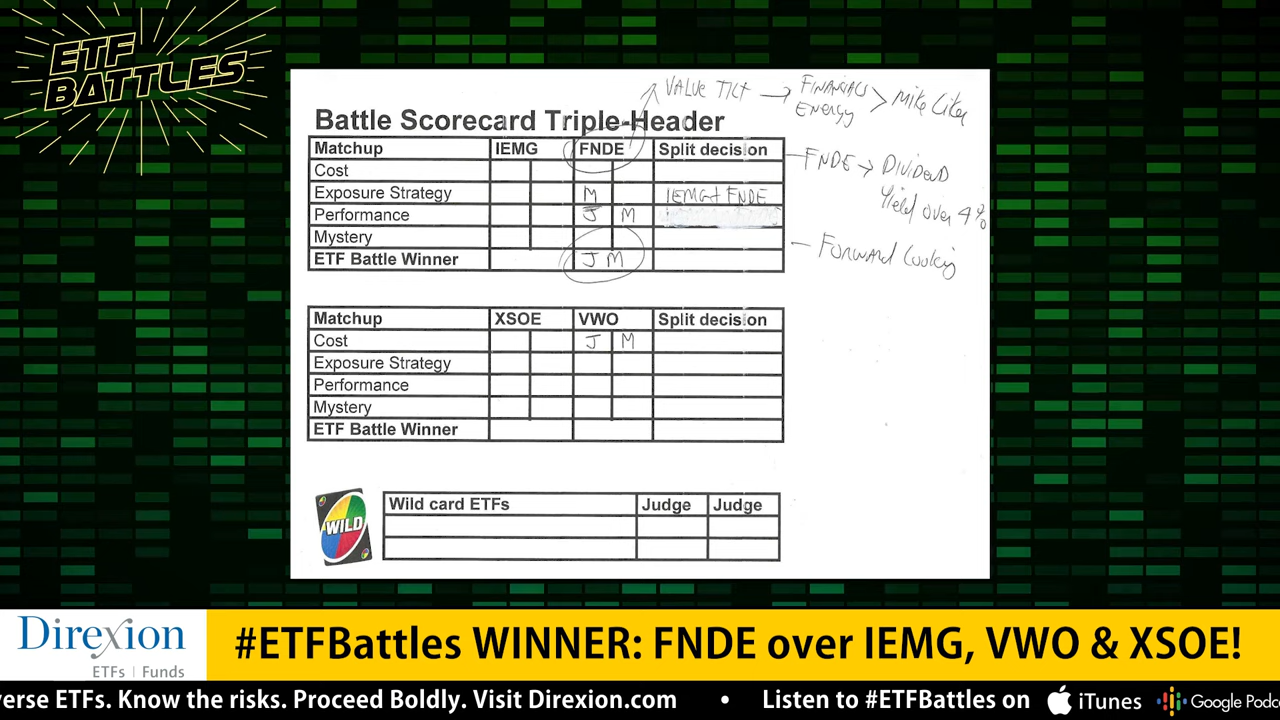 ETF
BATTLES
VALUE TILT → FINANCIALS
ENERGY > Mike Likes
Battle Scorecard Triple-Header
Matchup IEMG FNDE Split decision
Cost
Exposure Strategy M IEMG + FNDE
Performance J M
Mystery
ETF Battle Winner J M
– FNDE → DIVIDEND
Yield over 4%
– FORWARD Looking
Matchup XSOE VWO Split decision
Cost J M
Exposure Strategy
Performance
Mystery
ETF Battle Winner
WILD
Wild card ETFs Judge Judge
Direxion
ETFs | Funds
#ETFBattles WINNER: FNDE over IEMG, VWO & XSOE!
verse ETFs. Know the risks. Proceed Boldly. Visit Direxion.com • Listen to #ETFBattles on iTunes Google Podc